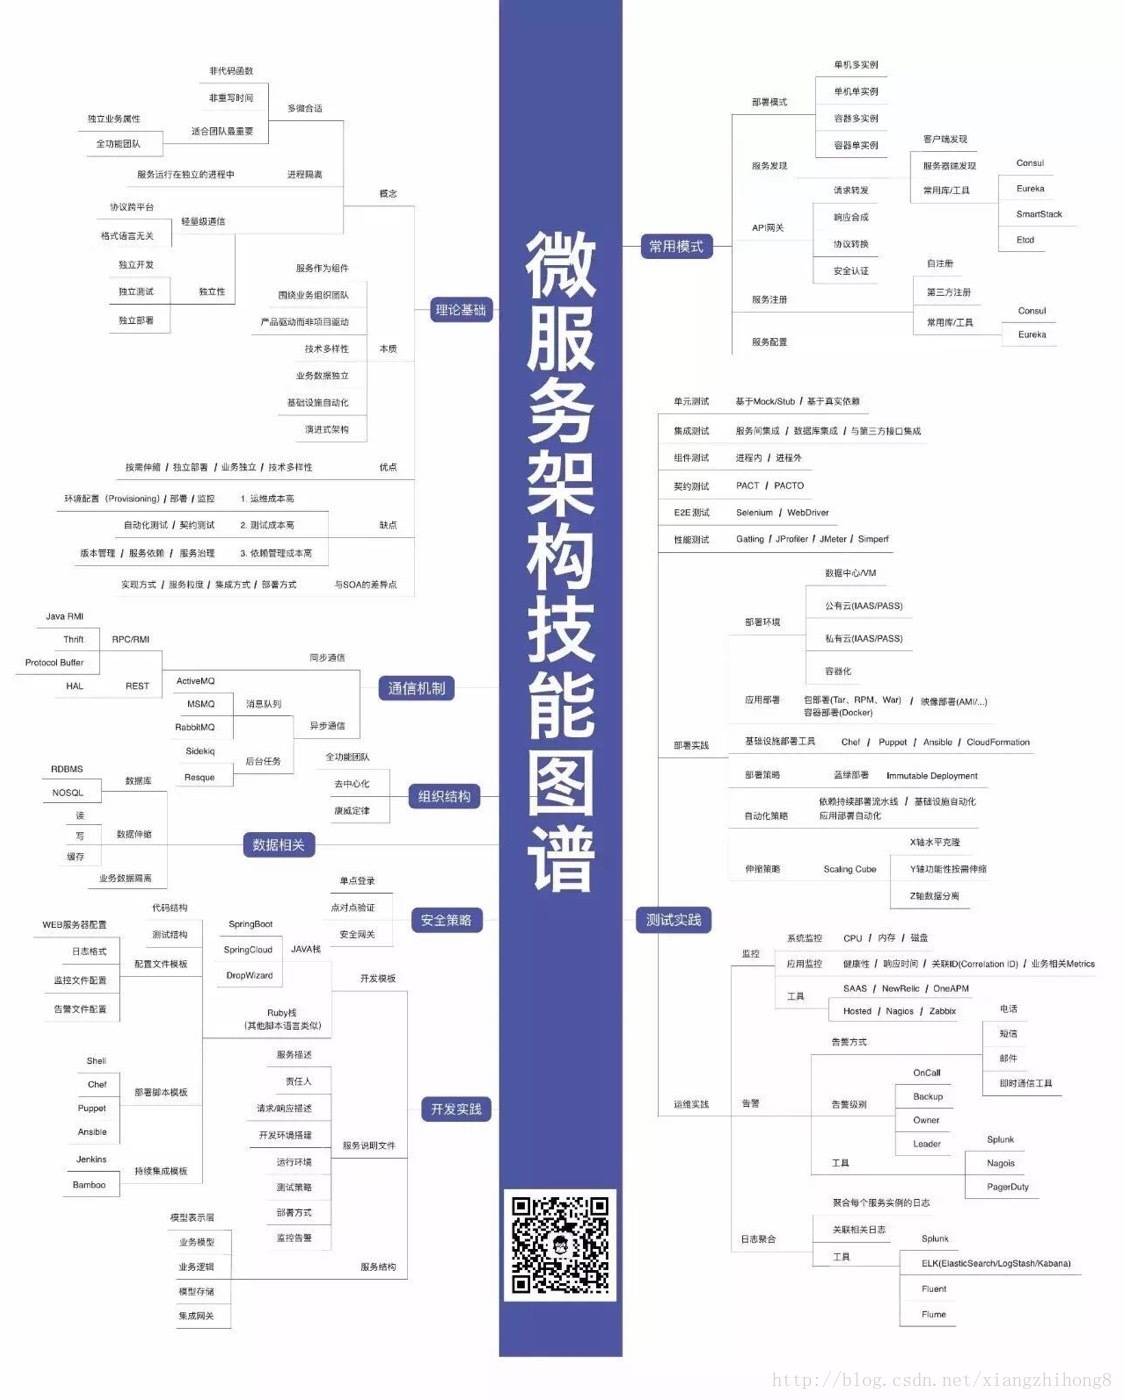 微服务架构技能图谱
理论基础
概念
多微合适
非代码函数
非重写时间
适合团队最重要
独立业务属性
全功能团队
进程隔离
服务运行在独立的进程中
轻量级通信
协议跨平台
格式语言无关
独立性
独立开发
独立测试
独立部署
本质
服务作为组件
围绕业务组织团队
产品驱动而非项目驱动
技术多样性
业务数据独立
基础设施自动化
演进式架构
优点
按需伸缩 / 独立部署 / 业务独立 / 技术多样性
缺点
1. 运维成本高
环境配置（Provisioning) / 部署 / 监控
2. 测试成本高
自动化测试 / 契约测试
3. 依赖管理成本高
版本管理 / 服务依赖 / 服务治理
与SOA的差异点
实现方式 / 服务粒度 / 集成方式 / 部署方式
通信机制
同步通信
RPC/RMI
Java RMI
Thrift
Protocol Buffer
REST
HAL
异步通信
消息队列
ActiveMQ
MSMQ
RabbitMQ
后台任务
Sidekiq
Resque
组织结构
全功能团队
去中心化
康威定律
数据相关
数据库
RDBMS
NOSQL
数据伸缩
读
写
缓存
业务数据隔离
安全策略
单点登录
点对点验证
安全网关
开发实践
开发模板
JAVA栈
SpringBoot
SpringCloud
DropWizard
Ruby栈
(其他脚本语言类似)
代码结构
测试结构
配置文件模板
WEB服务器配置
日志格式
监控文件配置
告警文件配置
部署脚本模板
Shell
Chef
Puppet
Ansible
持续集成模板
Jenkins
Bamboo
服务说明文件
服务描述
责任人
请求/响应描述
开发环境搭建
运行环境
测试策略
部署方式
监控告警
服务结构
模型表示层
业务模型
业务逻辑
模型存储
集成网关
常用模式
部署模式
单机多实例
单机单实例
容器多实例
容器单实例
服务发现
客户端发现
服务器端发现
常用库/工具
Consul
Eureka
SmartStack
Etcd
API网关
请求转发
响应合成
协议转换
安全认证
服务注册
自注册
第三方注册
常用库/工具
Consul
Eureka
服务配置
测试实践
单元测试
基于Mock/Stub / 基于真实依赖
集成测试
服务间集成 / 数据库集成 / 与第三方接口集成
组件测试
进程内 / 进程外
契约测试
PACT / PACTO
E2E测试
Selenium / WebDriver
性能测试
Gatling / JProfiler / JMeter / Simperf
部署实践
部署环境
数据中心/VM
公有云(IAAS/PASS)
私有云(IAAS/PASS)
容器化
应用部署
包部署(Tar、RPM、War) / 映像部署(AMI/...)
容器部署(Docker)
基础设施部署工具
Chef / Puppet / Ansible / CloudFormation
部署策略
蓝绿部署 Immutable Deployment
自动化策略
依赖持续部署流水线 / 基础设施自动化
应用部署自动化
伸缩策略
Scaling Cube
X轴水平克隆
Y轴功能性按需伸缩
Z轴数据分离
运维实践
监控
系统监控
CPU / 内存 / 磁盘
应用监控
健康性 / 响应时间 / 关联ID(Correlation ID) / 业务相关Metrics
工具
SAAS / NewRelic / OneAPM
Hosted / Nagios / Zabbix
告警
告警方式
电话
短信
邮件
即时通信工具
告警级别
OnCall
Backup
Owner
Leader
工具
Splunk
Nagois
PagerDuty
日志聚合
聚合每个服务实例的日志
关联相关日志
工具
Splunk
ELK(ElasticSearch/LogStash/Kabana)
Fluent
Flume
http://blog.csdn.net/xiangzhihong8